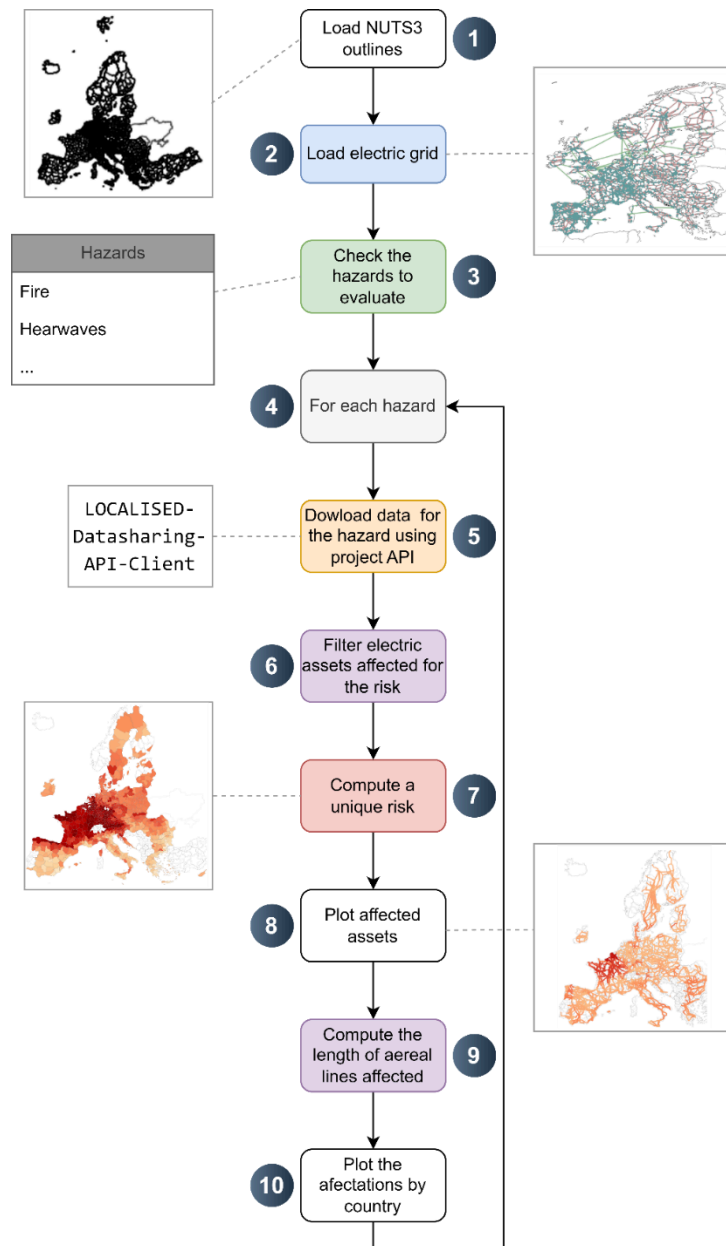 Load NUTS3
outlines
1
2
Load electric grid
Hazards
Fire
Hearwaves
...
Check the
hazards to
evaluate
3
4
For each hazard
LOCALISED-
Datasharing-
API-Client
Dowload data for
the hazard using
project API
5
6
Filter electric
assets affected for
the risk
Compute a
unique risk
7
8
Plot affected
assets
Compute the
length of aereal
lines affected
9
10
Plot the
afectations by
country